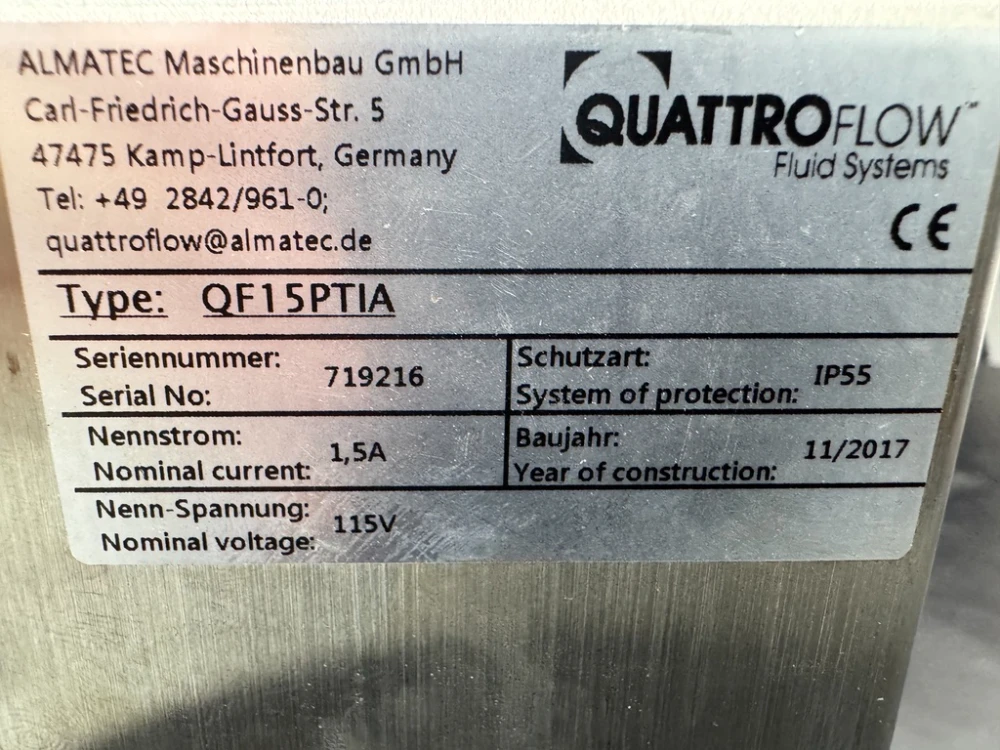 ALMATEC Maschinenbau GmbH
Carl-Friedrich-Gauss-Str. 5
47475 Kamp-Lintfort, Germany
Tel: +49 2842/961-0;
quattroflow@almatec.de
QUATTROFLOW™
Fluid Systems
CE
Type: QF15PTIA
Seriennummer:
Serial No:
719216
Schutzart:
System of protection:
IP55
Nennstrom:
Nominal current:
1,5A
Baujahr:
Year of construction:
11/2017
Nenn-Spannung:
Nominal voltage:
115V